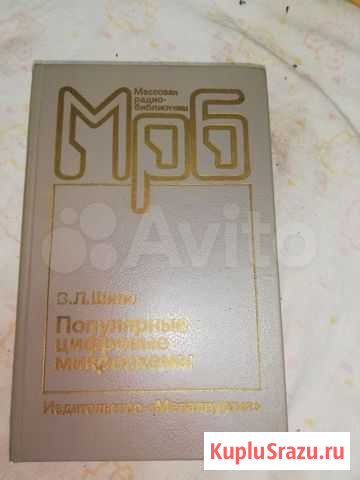 Массовая
радио-
библиотека
Мрб
Avito
В.Л.Шило
Популярные
цифровые
микросхемы
Издательство «Металлургия»
KupluSrazu.ru